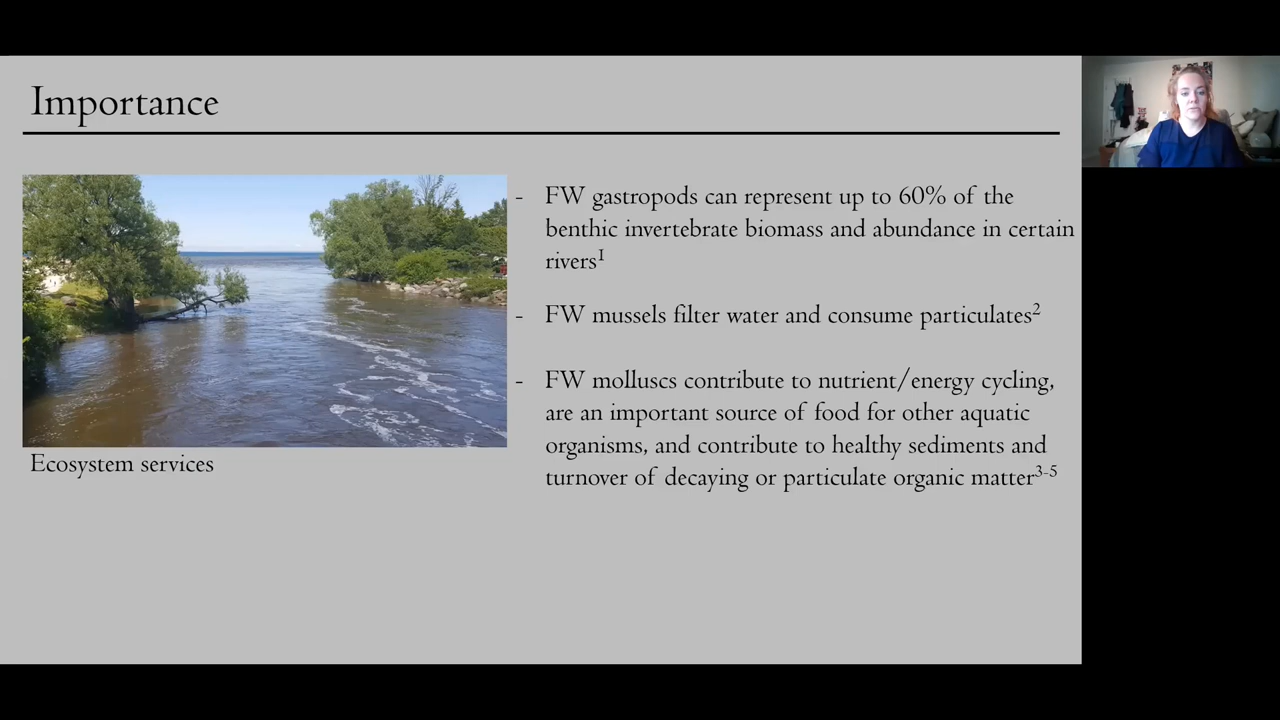 Importance
- FW gastropods can represent up to 60% of the
benthic invertebrate biomass and abundance in certain
rivers¹
- FW mussels filter water and consume particulates²
- FW molluscs contribute to nutrient/energy cycling,
are an important source of food for other aquatic
organisms, and contribute to healthy sediments and
turnover of decaying or particulate organic matter³⁻⁵
Ecosystem services